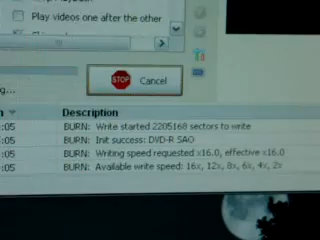 Play videos one after the other
STOP Cancel
g...
Description
:05 BURN: Write started 2205168 sectors to write
:05 BURN: Init success: DVD-R SAO
:05 BURN: Writing speed requested x16.0, effective x16.0
:05 BURN: Available write speed: 16x, 12x, 8x, 6x, 4x, 2x